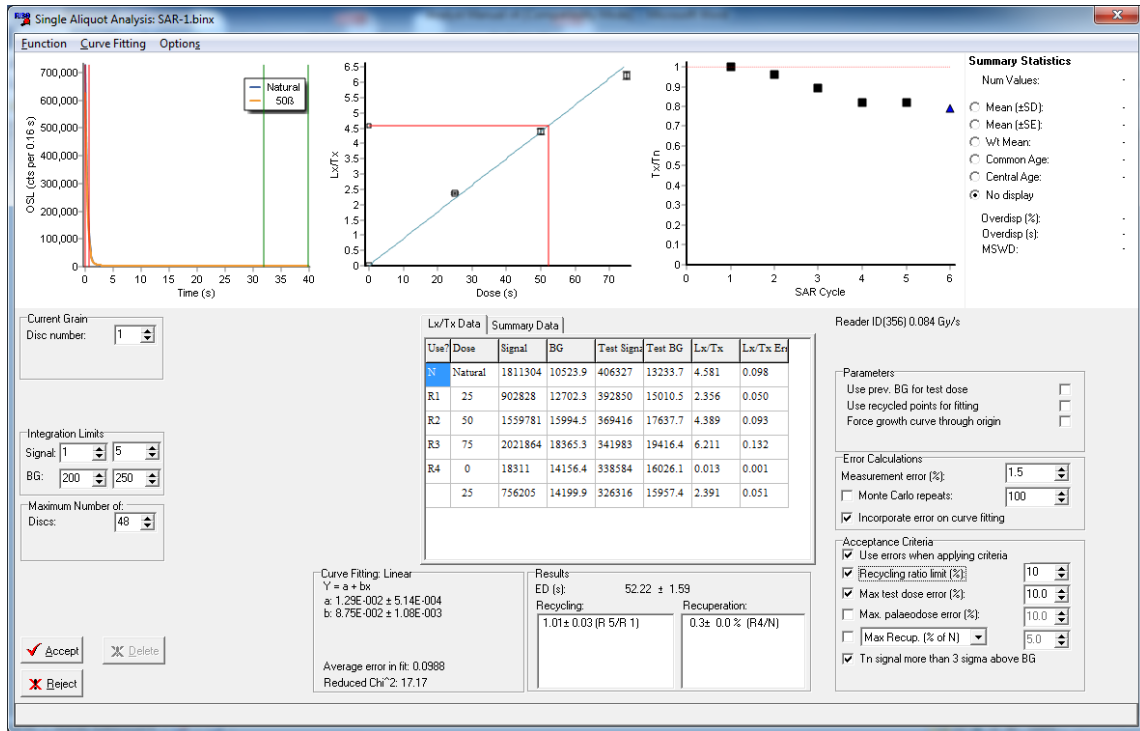 Single Aliquot Analysis: SAR-1.binx
Function Curve Fitting Options
700,000
600,000
500,000
400,000
300,000
200,000
100,000
0
OSL (cts per 0.16 s)
Natural
50ß
0 5 10 15 20 25 30 35 40
Time (s)
6.5
6
5.5
5
4.5
4
3.5
3
2.5
2
1.5
1
0.5
0
Lx/Tx
0 10 20 30 40 50 60 70
Dose (s)
1
0.9
0.8
0.7
0.6
0.5
0.4
0.3
0.2
0.1
0
Tx/Tn
0 1 2 3 4 5 6
SAR Cycle
Summary Statistics
Num Values: -
Mean (±SD): -
Mean (±SE): -
Wt Mean: -
Common Age: -
Central Age: -
No display
Overdisp (%): -
Overdisp (s): -
MSWD: -
Current Grain
Disc number: 1
Integration Limits
Signal: 1 5
BG: 200 250
Maximum Number of:
Discs: 48
Accept Delete
Reject
Lx/Tx Data Summary Data
Use? Dose Signal BG Test Signa Test BG Lx/Tx Lx/Tx Err
N Natural 1811304 10523.9 406327 13233.7 4.581 0.098
R1 25 902828 12702.3 392850 15010.5 2.356 0.050
R2 50 1559781 15994.5 369416 17637.7 4.389 0.093
R3 75 2021864 18365.3 341983 19416.4 6.211 0.132
R4 0 18311 14156.4 338584 16026.1 0.013 0.001
25 756205 14199.9 326316 15957.4 2.391 0.051
Curve Fitting: Linear
Y = a + bx
a: 1.29E-002 ± 5.14E-004
b: 8.75E-002 ± 1.08E-003
Average error in fit: 0.0988
Reduced Chi^2: 17.17
Results
ED (s): 52.22 ± 1.59
Recycling: Recuperation:
1.01± 0.03 (R 5/R 1) 0.3± 0.0 % (R4/N)
Reader ID(356) 0.084 Gy/s
Parameters
Use prev. BG for test dose
Use recycled points for fitting
Force growth curve through origin
Error Calculations
Measurement error (%): 1.5
Monte Carlo repeats: 100
Incorporate error on curve fitting
Acceptance Criteria
Use errors when applying criteria
Recycling ratio limit (%): 10
Max test dose error (%): 10.0
Max. palaeodose error (%): 10.0
Max Recup. (% of N) 5.0
Tn signal more than 3 sigma above BG